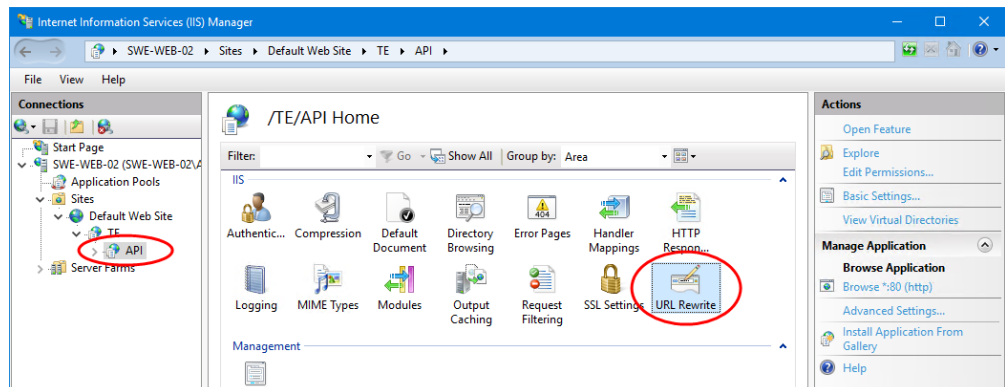 Internet Information Services (IIS) Manager
SWE-WEB-02 Sites Default Web Site TE API
File View Help
Connections
Start Page
SWE-WEB-02 (SWE-WEB-02\A
Application Pools
Sites
Default Web Site
TE
API
Server Farms
/TE/API Home
Filter: Go Show All Group by: Area
IIS
Authentic... Compression Default Document Directory Browsing Error Pages Handler Mappings HTTP Respon...
404
Logging MIME Types Modules Output Caching Request Filtering SSL Settings URL Rewrite
Management
Actions
Open Feature
Explore
Edit Permissions...
Basic Settings...
View Virtual Directories
Manage Application
Browse Application
Browse *:80 (http)
Advanced Settings...
Install Application From
Gallery
Help